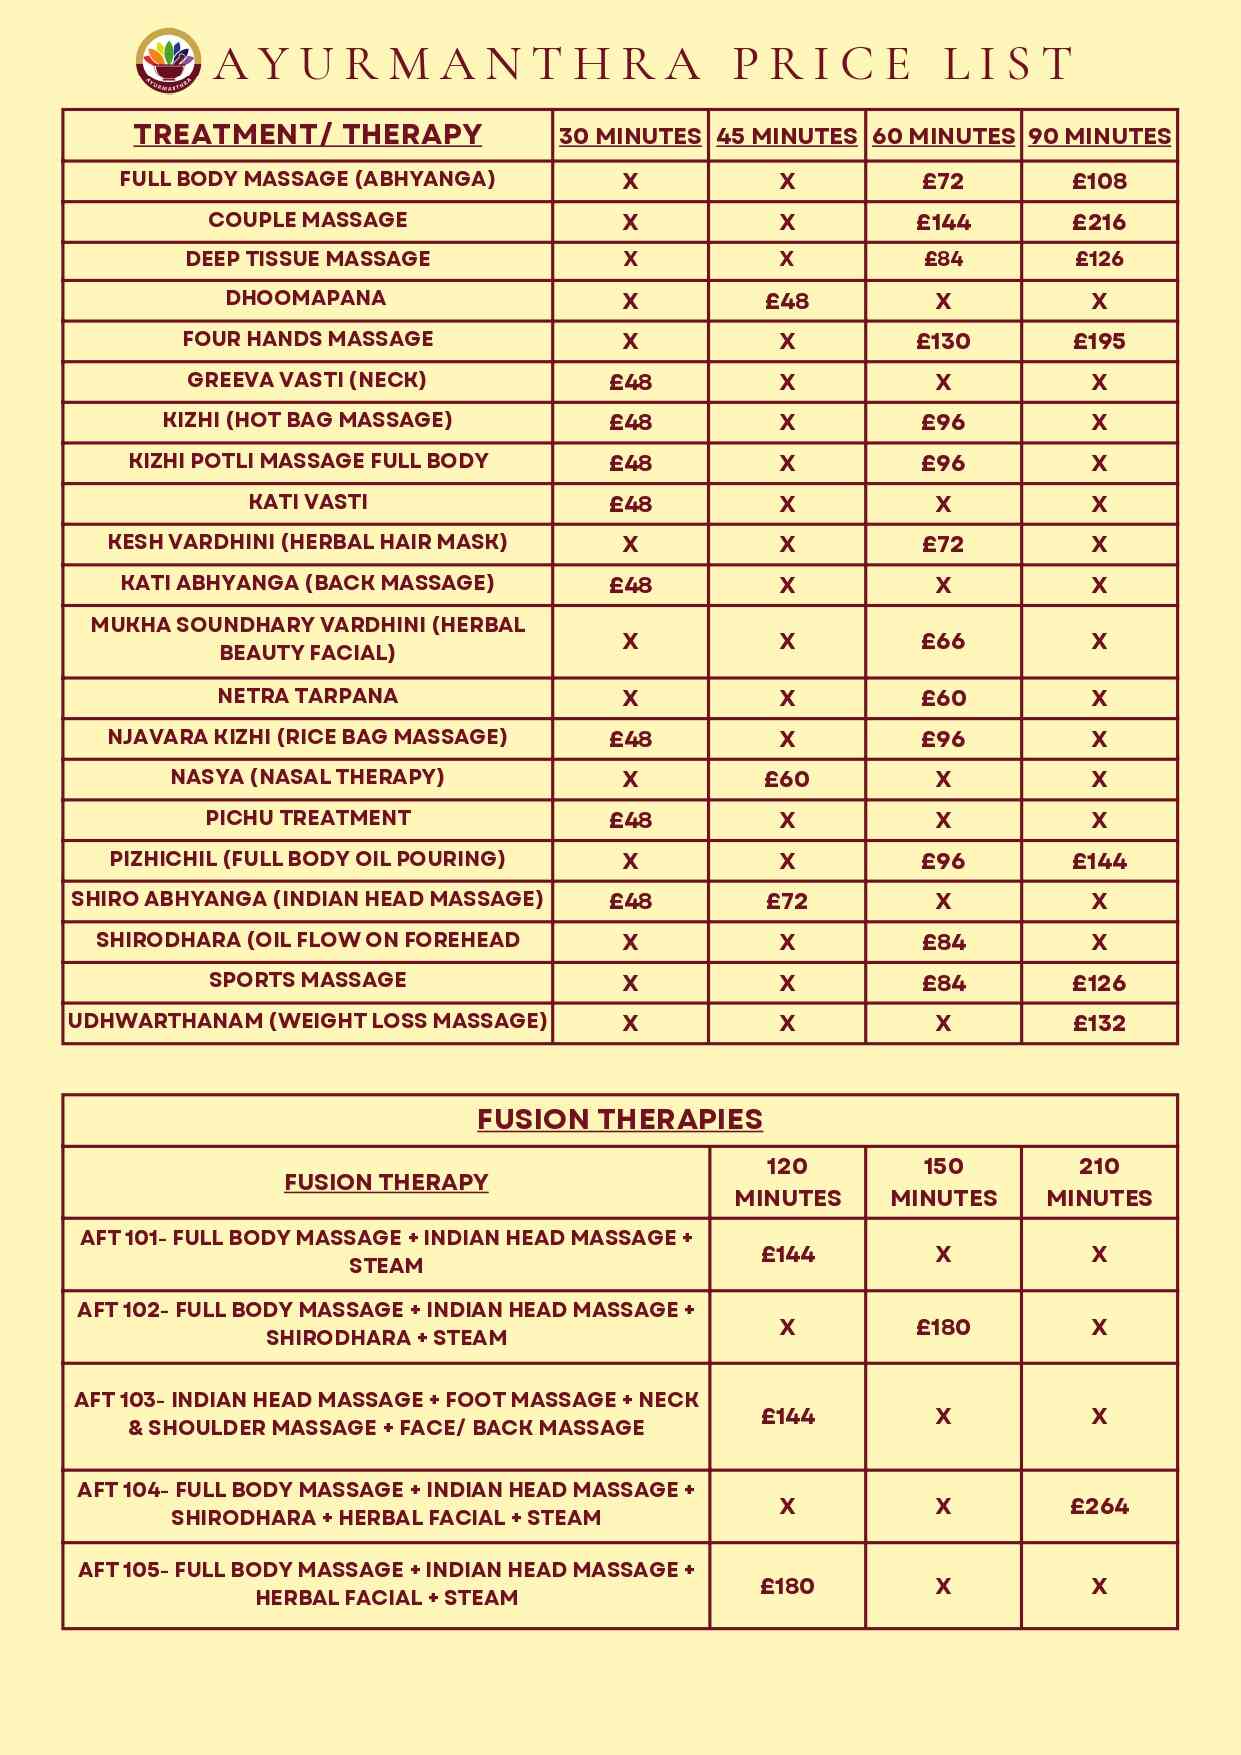 AYURMANTHRA
AYURMANTHRA PRICE LIST
TREATMENT/ THERAPY 30 MINUTES 45 MINUTES 60 MINUTES 90 MINUTES
FULL BODY MASSAGE (ABHYANGA) X X £72 £108
COUPLE MASSAGE X X £144 £216
DEEP TISSUE MASSAGE X X £84 £126
DHOOMAPANA X £48 X X
FOUR HANDS MASSAGE X X £130 £195
GREEVA VASTI (NECK) £48 X X X
KIZHI (HOT BAG MASSAGE) £48 X £96 X
KIZHI POTLI MASSAGE FULL BODY £48 X £96 X
KATI VASTI £48 X X X
KESH VARDHINI (HERBAL HAIR MASK) X X £72 X
KATI ABHYANGA (BACK MASSAGE) £48 X X X
MUKHA SOUNDHARY VARDHINI (HERBAL
BEAUTY FACIAL) X X £66 X
NETRA TARPANA X X £60 X
NJAVARA KIZHI (RICE BAG MASSAGE) £48 X £96 X
NASYA (NASAL THERAPY) X £60 X X
PICHU TREATMENT £48 X X X
PIZHICHIL (FULL BODY OIL POURING) X X £96 £144
SHIRO ABHYANGA (INDIAN HEAD MASSAGE) £48 £72 X X
SHIRODHARA (OIL FLOW ON FOREHEAD X X £84 X
SPORTS MASSAGE X X £84 £126
UDHWARTHANAM (WEIGHT LOSS MASSAGE) X X X £132
FUSION THERAPIES
FUSION THERAPY 120 MINUTES 150 MINUTES 210 MINUTES
AFT 101- FULL BODY MASSAGE + INDIAN HEAD MASSAGE +
STEAM £144 X X
AFT 102- FULL BODY MASSAGE + INDIAN HEAD MASSAGE +
SHIRODHARA + STEAM X £180 X
AFT 103- INDIAN HEAD MASSAGE + FOOT MASSAGE + NECK
& SHOULDER MASSAGE + FACE/ BACK MASSAGE £144 X X
AFT 104- FULL BODY MASSAGE + INDIAN HEAD MASSAGE +
SHIRODHARA + HERBAL FACIAL + STEAM X X £264
AFT 105- FULL BODY MASSAGE + INDIAN HEAD MASSAGE +
HERBAL FACIAL + STEAM £180 X X